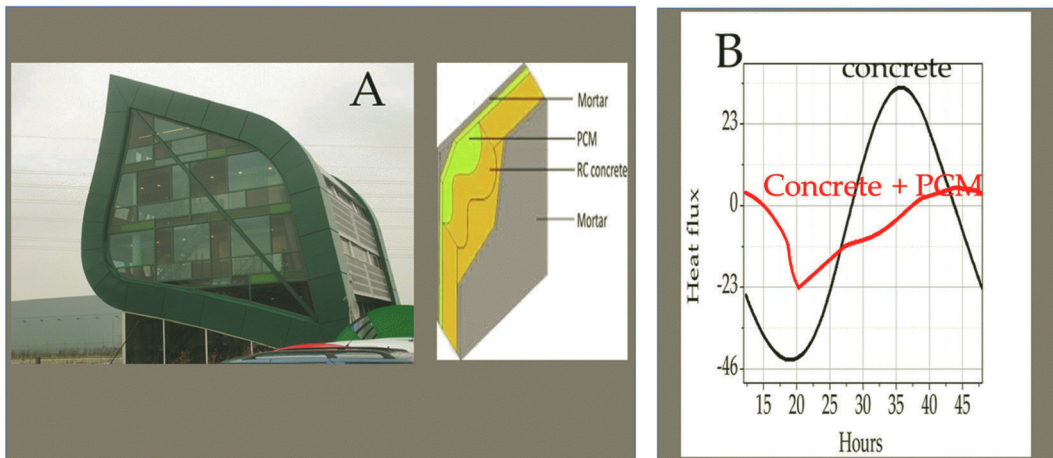 A
Mortar
PCM
RC concrete
Mortar
B
concrete
Concrete + PCM
Heat flux
23
0
-23
-46
15 20 25 30 35 40 45
Hours